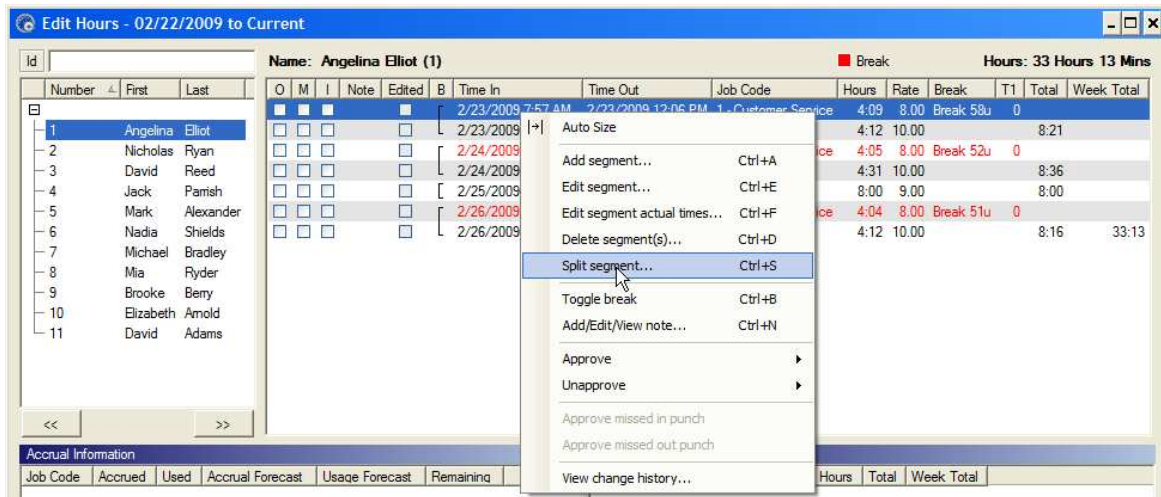 Edit Hours - 02/22/2009 to Current
Id Name: Angelina Elliot (1) Break Hours: 33 Hours 13 Mins
Number First Last O M I Note Edited B Time In Time Out Job Code Hours Rate Break T1 Total Week Total
2/23/2009 7:57 AM 2/23/2009 12:06 PM 1 - Customer Service 4:09 8.00 Break 58u 0
1 Angelina Elliot 2/23/2009 4:12 10.00 8:21
2 Nicholas Ryan 2/24/2009 ice 4:05 8.00 Break 52u 0
3 David Reed 2/24/2009 4:31 10.00 8:36
4 Jack Parrish 2/25/2009 8:00 9.00 8:00
5 Mark Alexander 2/26/2009 ice 4:04 8.00 Break 51u 0
6 Nadia Shields 2/26/2009 4:12 10.00 8:16 33:13
7 Michael Bradley
8 Mia Ryder
9 Brooke Berry
10 Elizabeth Arnold
11 David Adams
<< >>
Auto Size
Add segment... Ctrl+A
Edit segment... Ctrl+E
Edit segment actual times... Ctrl+F
Delete segment(s)... Ctrl+D
Split segment... Ctrl+S
Toggle break Ctrl+B
Add/Edit/View note... Ctrl+N
Approve
Unapprove
Approve missed in punch
Approve missed out punch
View change history...
Accrual Information
Job Code Accrued Used Accrual Forecast Usage Forecast Remaining Hours Total Week Total